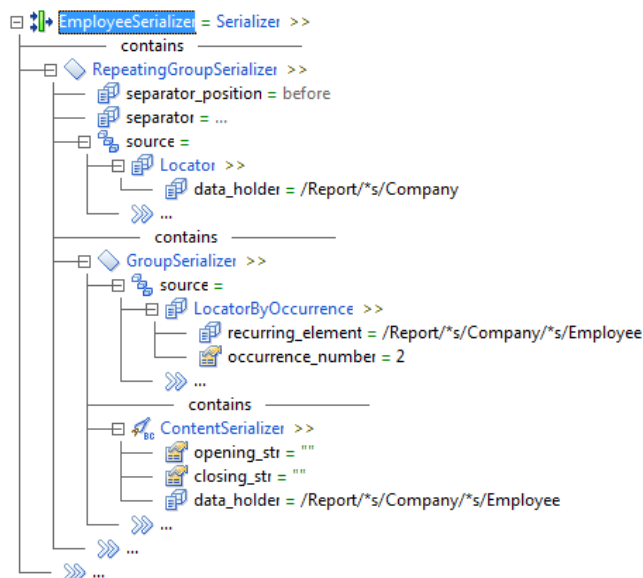 EmployeeSerializer = Serializer >>
contains
RepeatingGroupSerializer >>
separator_position = before
separator = ...
source =
Locator >>
data_holder = /Report/*s/Company
...
contains
GroupSerializer >>
source =
LocatorByOccurrence >>
recurring_element = /Report/*s/Company/*s/Employee
occurrence_number = 2
...
contains
BC ContentSerializer >>
opening_str = ""
closing_str = ""
data_holder = /Report/*s/Company/*s/Employee
...
...
...